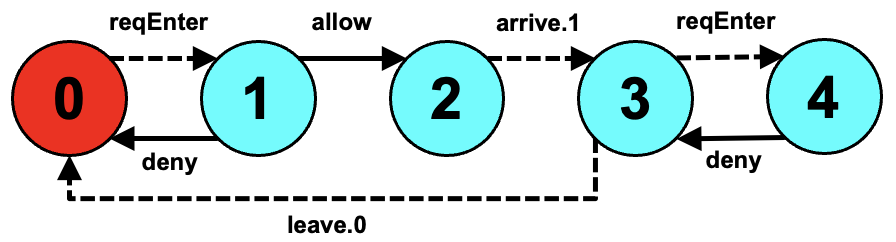 reqEnter
allow
arrive.1
reqEnter
0
1
2
3
4
deny
deny
leave.0